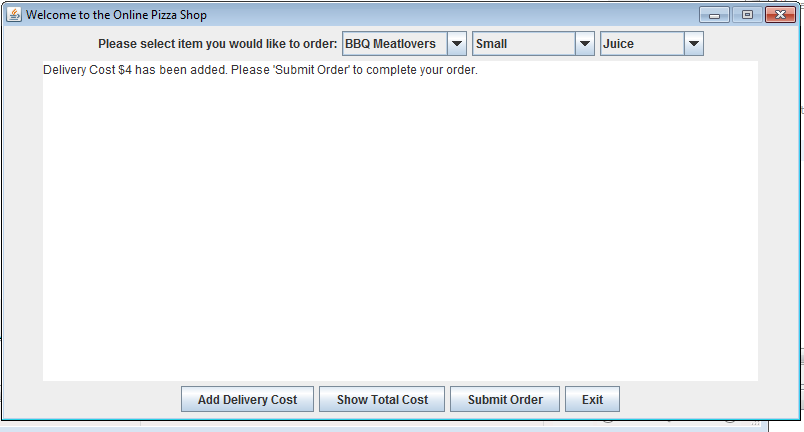 Welcome to the Online Pizza Shop
Please select item you would like to order: BBQ Meatlovers Small Juice
Delivery Cost $4 has been added. Please 'Submit Order' to complete your order.
Add Delivery Cost Show Total Cost Submit Order Exit